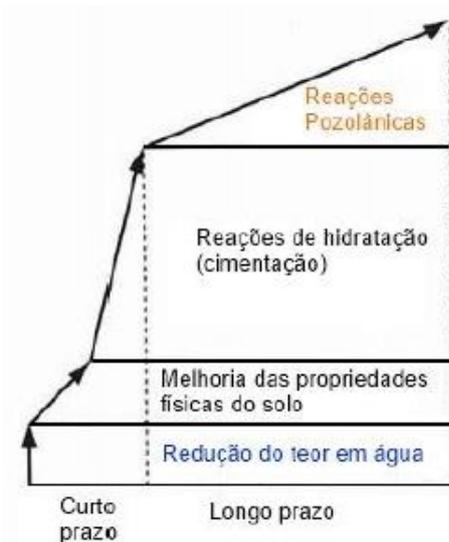 Reações
Pozolânicas
Reações de hidratação
(cimentação)
Melhoria das propriedades
físicas do solo
Redução do teor em água
Curto
prazo
Longo prazo